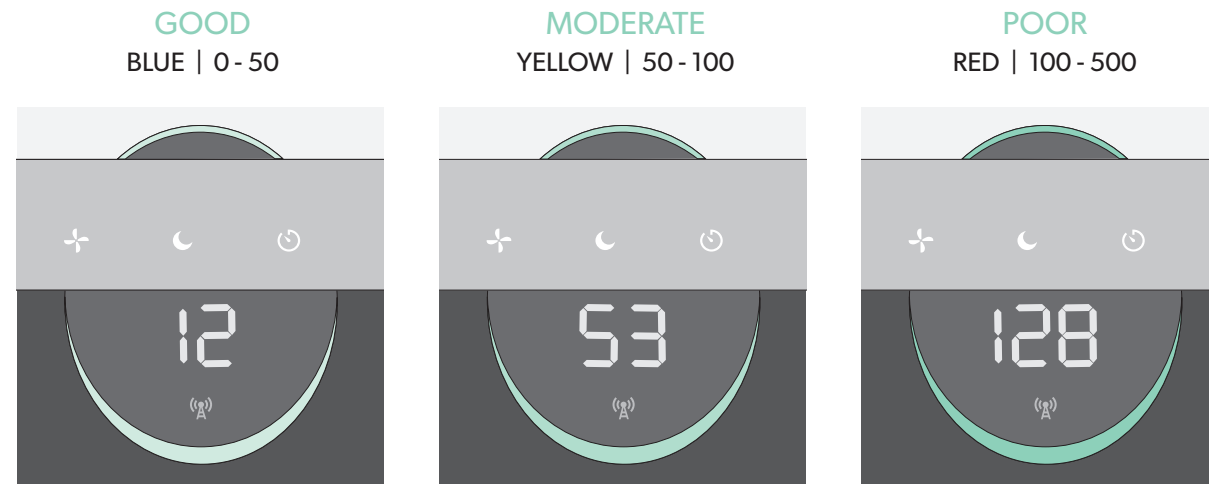 GOOD
BLUE | 0 - 50
MODERATE
YELLOW | 50 - 100
POOR
RED | 100 - 500
12
53
128